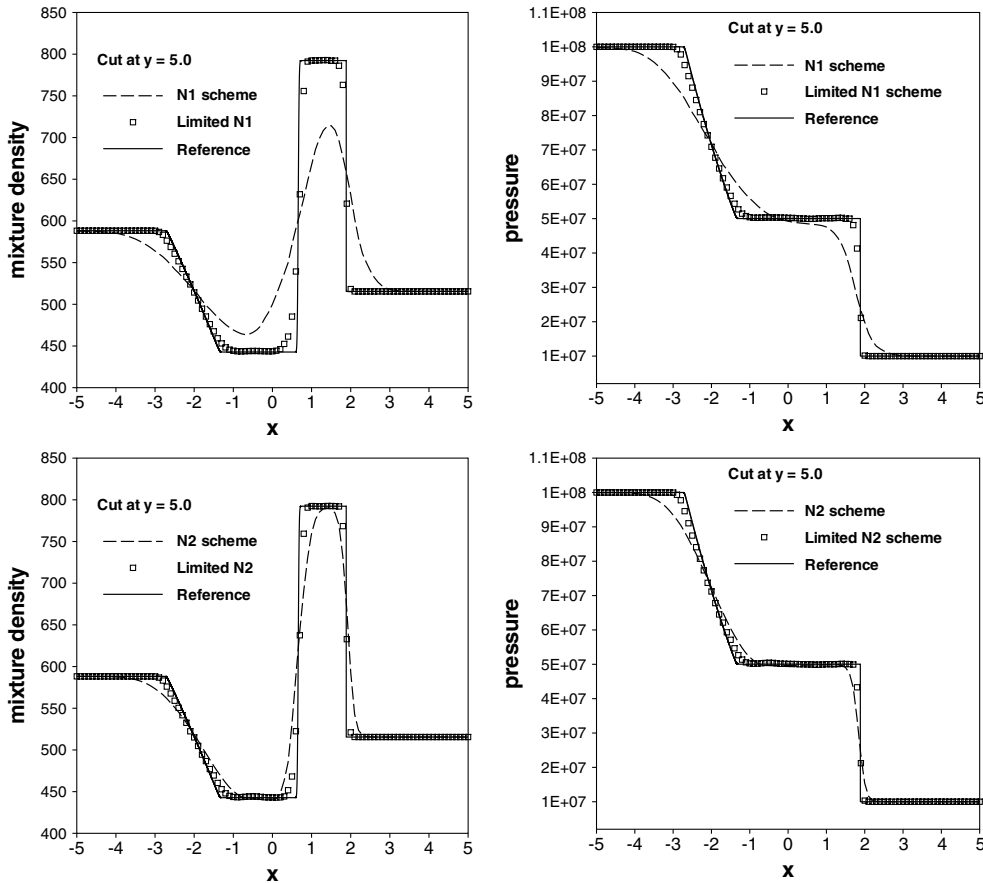 850
800
750
700
650
600
550
500
450
400
mixture density
Cut at y = 5.0
N1 scheme
Limited N1
Reference
-5 -4 -3 -2 -1 0 1 2 3 4 5
x
1.1E+08
1E+08
9E+07
8E+07
7E+07
6E+07
5E+07
4E+07
3E+07
2E+07
1E+07
pressure
Cut at y = 5.0
N1 scheme
Limited N1 scheme
Reference
-5 -4 -3 -2 -1 0 1 2 3 4 5
x
850
800
750
700
650
600
550
500
450
400
mixture density
Cut at y = 5.0
N2 scheme
Limited N2
Reference
-5 -4 -3 -2 -1 0 1 2 3 4 5
x
1.1E+08
1E+08
9E+07
8E+07
7E+07
6E+07
5E+07
4E+07
3E+07
2E+07
1E+07
pressure
Cut at y = 5.0
N2 scheme
Limited N2 scheme
Reference
-5 -4 -3 -2 -1 0 1 2 3 4 5
x